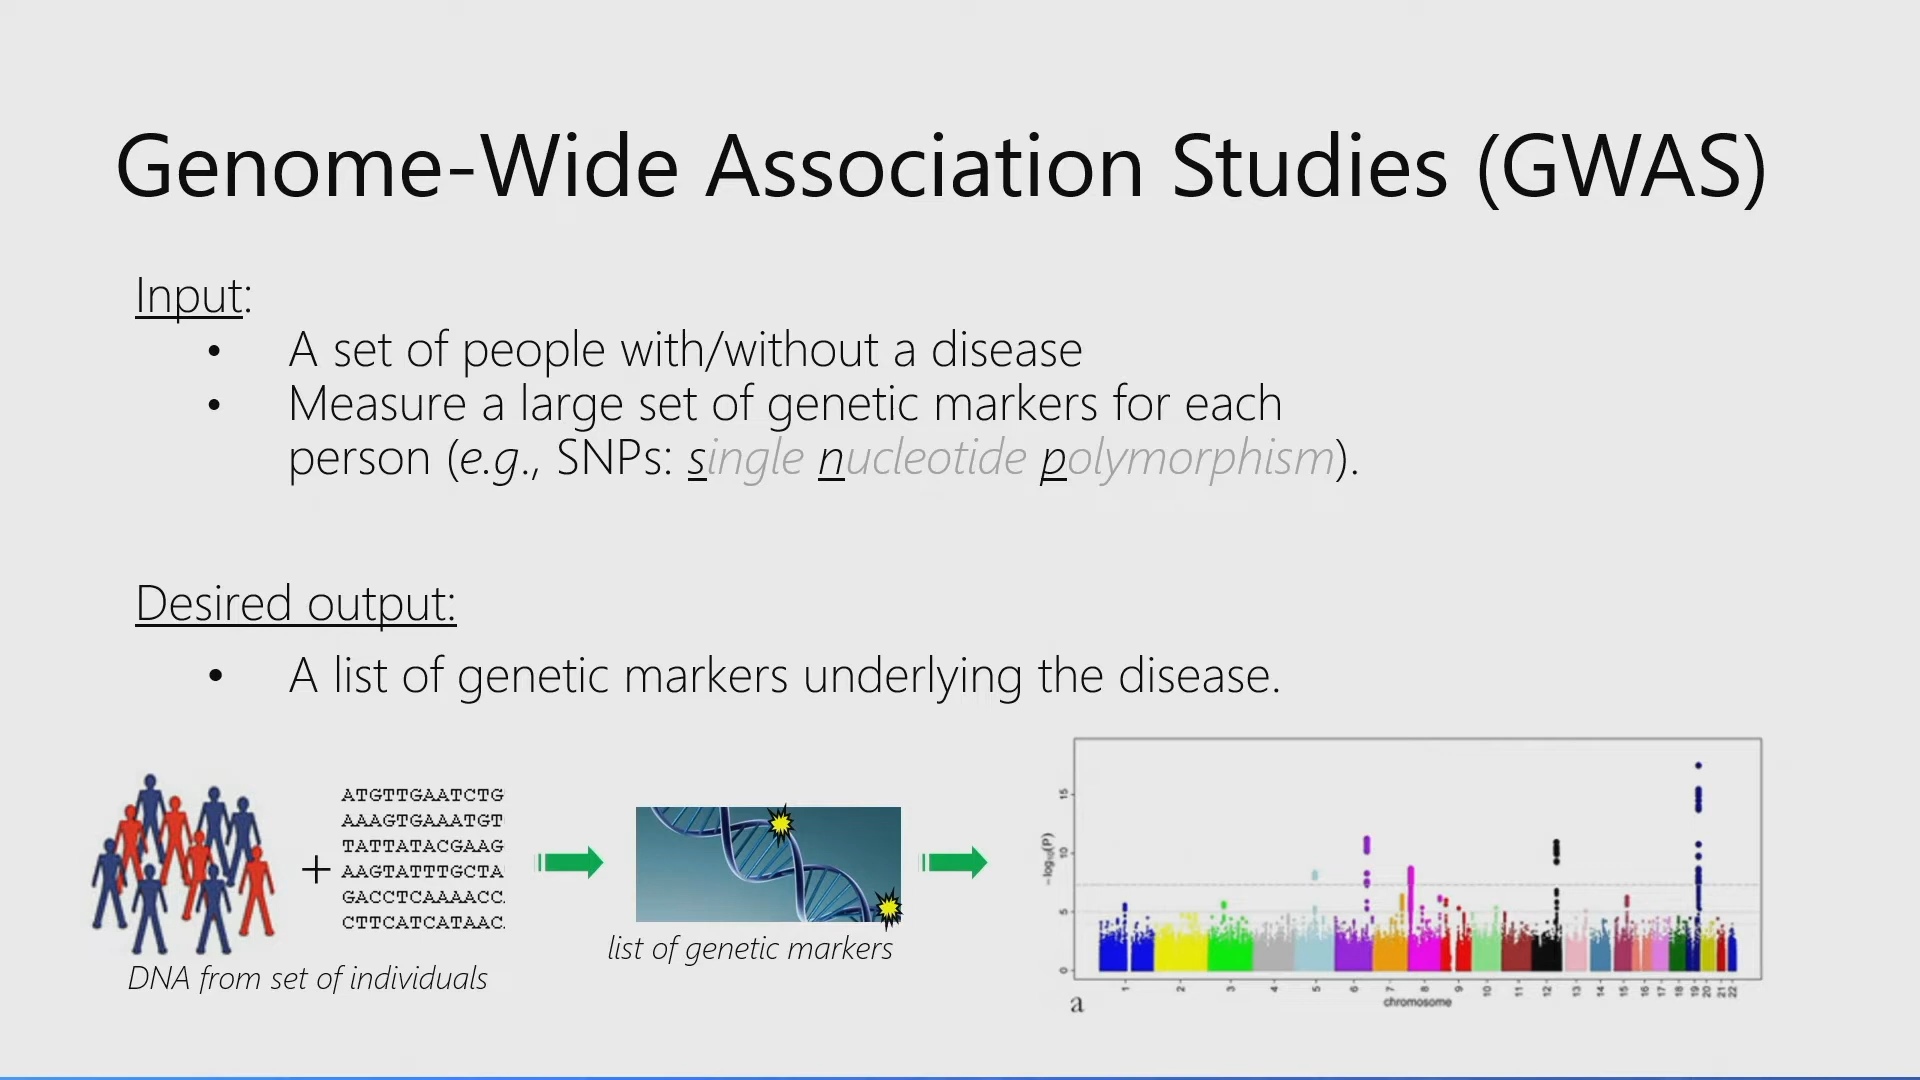 Genome-Wide Association Studies (GWAS)
Input:
• A set of people with/without a disease
• Measure a large set of genetic markers for each
person (e.g., SNPs: single nucleotide polymorphism).
Desired output:
• A list of genetic markers underlying the disease.
+
ATGTTGAATCTG
AAAGTGAAATGT
TATTATACGAAG
AAGTATTTGCTA
GACCTCAAAACC
CTTCATCATAAC
DNA from set of individuals
list of genetic markers
−log₁₀(P)
15
10
5
0
1 2 3 4 5 6 7 8 9 10 11 12 13 14 15 16 17 18 19 20 21 22
chromosome
a